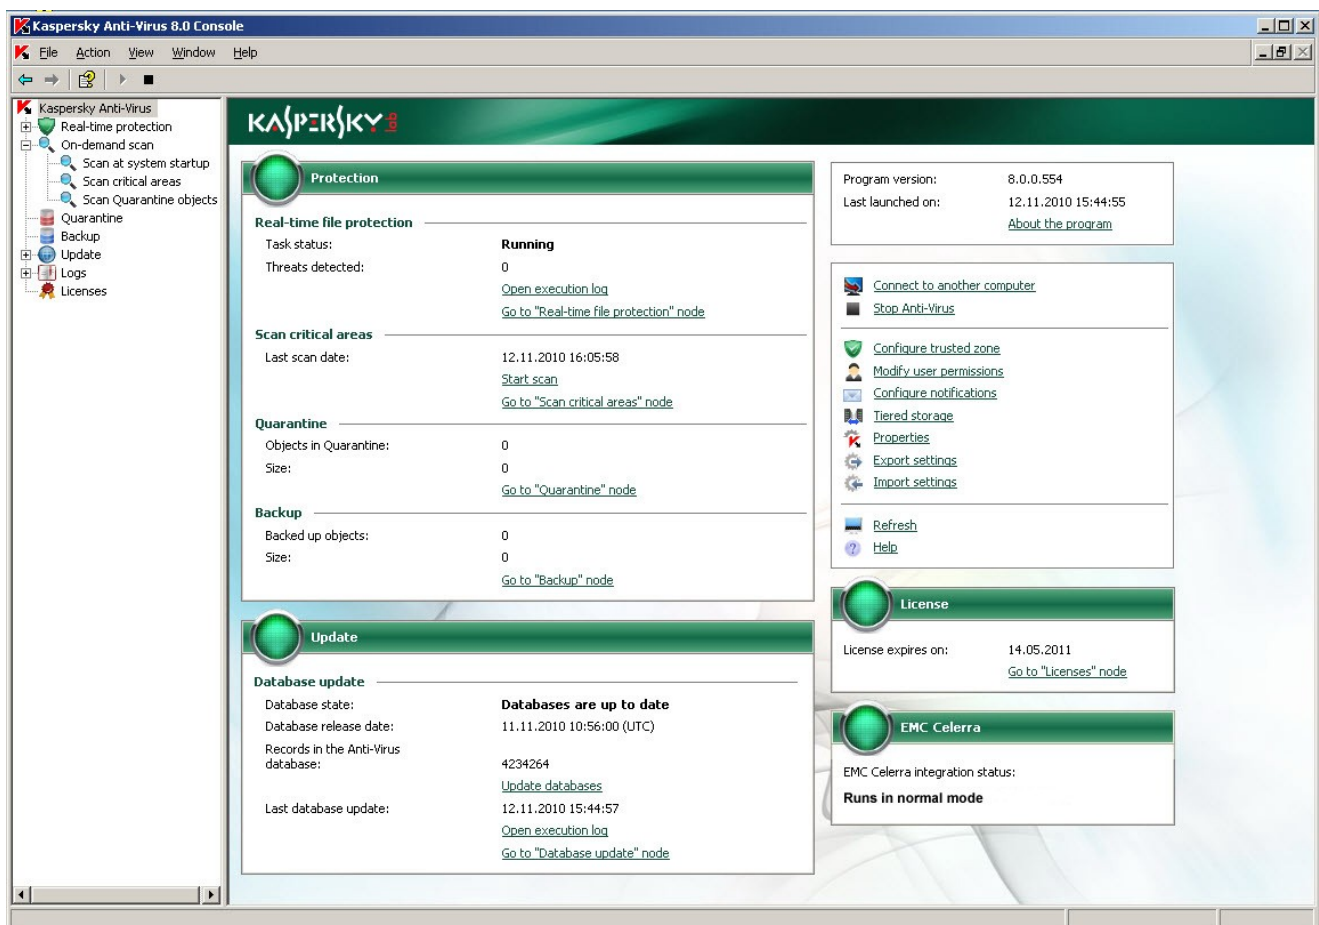 Kaspersky Anti-Virus 8.0 Console
File Action View Window Help
Kaspersky Anti-Virus
Real-time protection
On-demand scan
Scan at system startup
Scan critical areas
Scan Quarantine objects
Quarantine
Backup
Update
Logs
Licenses
KASPERSKY lab
Protection
Real-time file protection
Task status: Running
Threats detected: 0
Open execution log
Go to "Real-time file protection" node
Scan critical areas
Last scan date: 12.11.2010 16:05:58
Start scan
Go to "Scan critical areas" node
Quarantine
Objects in Quarantine: 0
Size: 0
Go to "Quarantine" node
Backup
Backed up objects: 0
Size: 0
Go to "Backup" node
Update
Database update
Database state: Databases are up to date
Database release date: 11.11.2010 10:56:00 (UTC)
Records in the Anti-Virus
database: 4234264
Update databases
Last database update: 12.11.2010 15:44:57
Open execution log
Go to "Database update" node
Program version: 8.0.0.554
Last launched on: 12.11.2010 15:44:55
About the program
Connect to another computer
Stop Anti-Virus
Configure trusted zone
Modify user permissions
Configure notifications
Tiered storage
Properties
Export settings
Import settings
Refresh
Help
License
License expires on: 14.05.2011
Go to "Licenses" node
EMC Celerra
EMC Celerra integration status:
Runs in normal mode